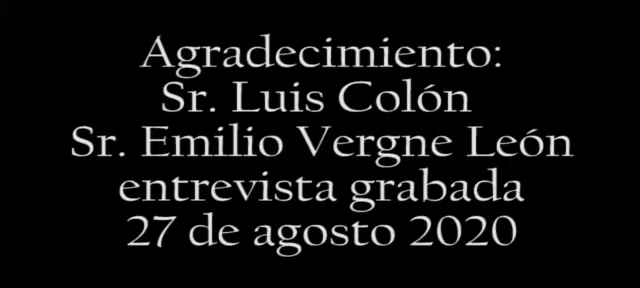 Agradecimiento:
Sr. Luis Colón
Sr. Emilio Vergne León
entrevista grabada
27 de agosto 2020